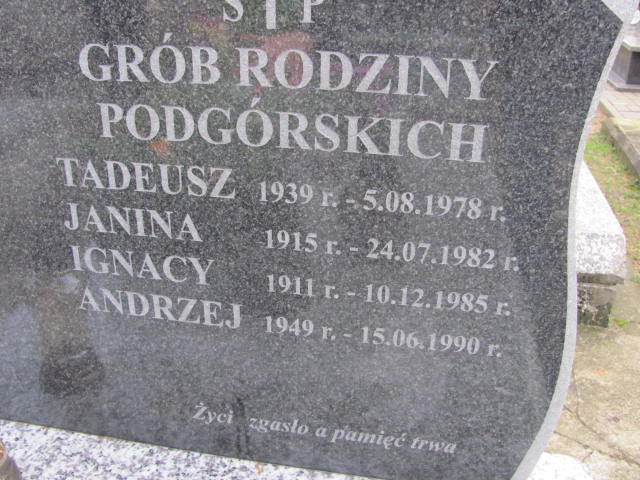 Ś P
GRÓB RODZINY
PODGÓRSKICH
TADEUSZ 1939 r. - 5.08.1978 r.
JANINA 1915 r. - 24.07.1982 r.
IGNACY 1911 r. - 10.12.1985 r.
ANDRZEJ 1949 r. - 15.06.1990 r.
Życi zgasło a pamięć trwa